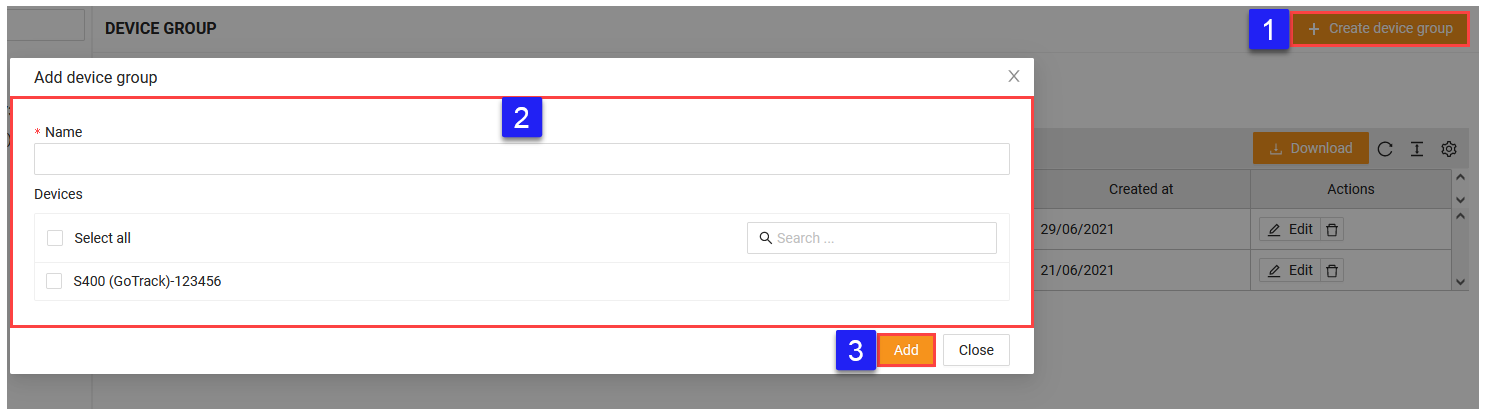 DEVICE GROUP
1
+ Create device group
Add device group
2
* Name
Download
Devices
Created at
Actions
Select all
Search ...
29/06/2021
Edit
S400 (GoTrack)-123456
21/06/2021
Edit
3
Add
Close